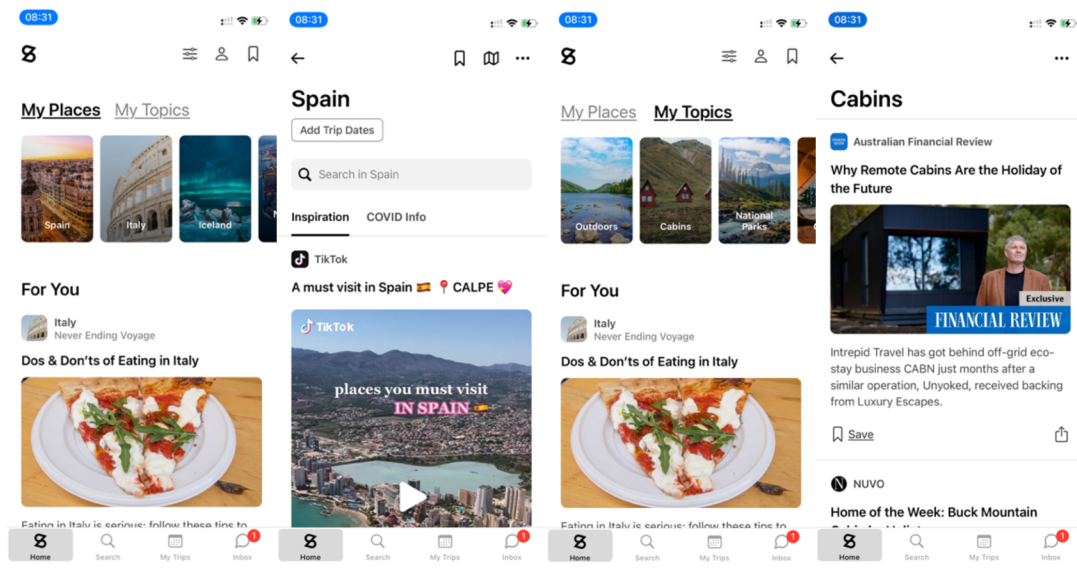 08:31
My Places My Topics
Spain
Italy
Iceland
For You
Italy
Never Ending Voyage
Dos & Don'ts of Eating in Italy
Eating in Italy is serious: follow these tips to
Home
Search
My Trips
Inbox
1
08:31
Spain
Add Trip Dates
Search in Spain
Inspiration COVID Info
TikTok
A must visit in Spain 🇪🇸 📍 CALPE 💖
TikTok
places you must visit
IN SPAIN 🇪🇸
Home
Search
My Trips
Inbox
1
08:31
My Places My Topics
Outdoors
Cabins
National
Parks
For You
Italy
Never Ending Voyage
Dos & Don'ts of Eating in Italy
Eating in Italy is serious: follow these tips to
Home
Search
My Trips
Inbox
1
08:31
Cabins
Australian Financial Review
Why Remote Cabins Are the Holiday of
the Future
Exclusive
FINANCIAL REVIEW
Intrepid Travel has got behind off-grid eco-
stay business CABN just months after a
similar operation, Unyoked, received backing
from Luxury Escapes.
Save
NUVO
Home of the Week: Buck Mountain
Home
Search
My Trips
Inbox
1